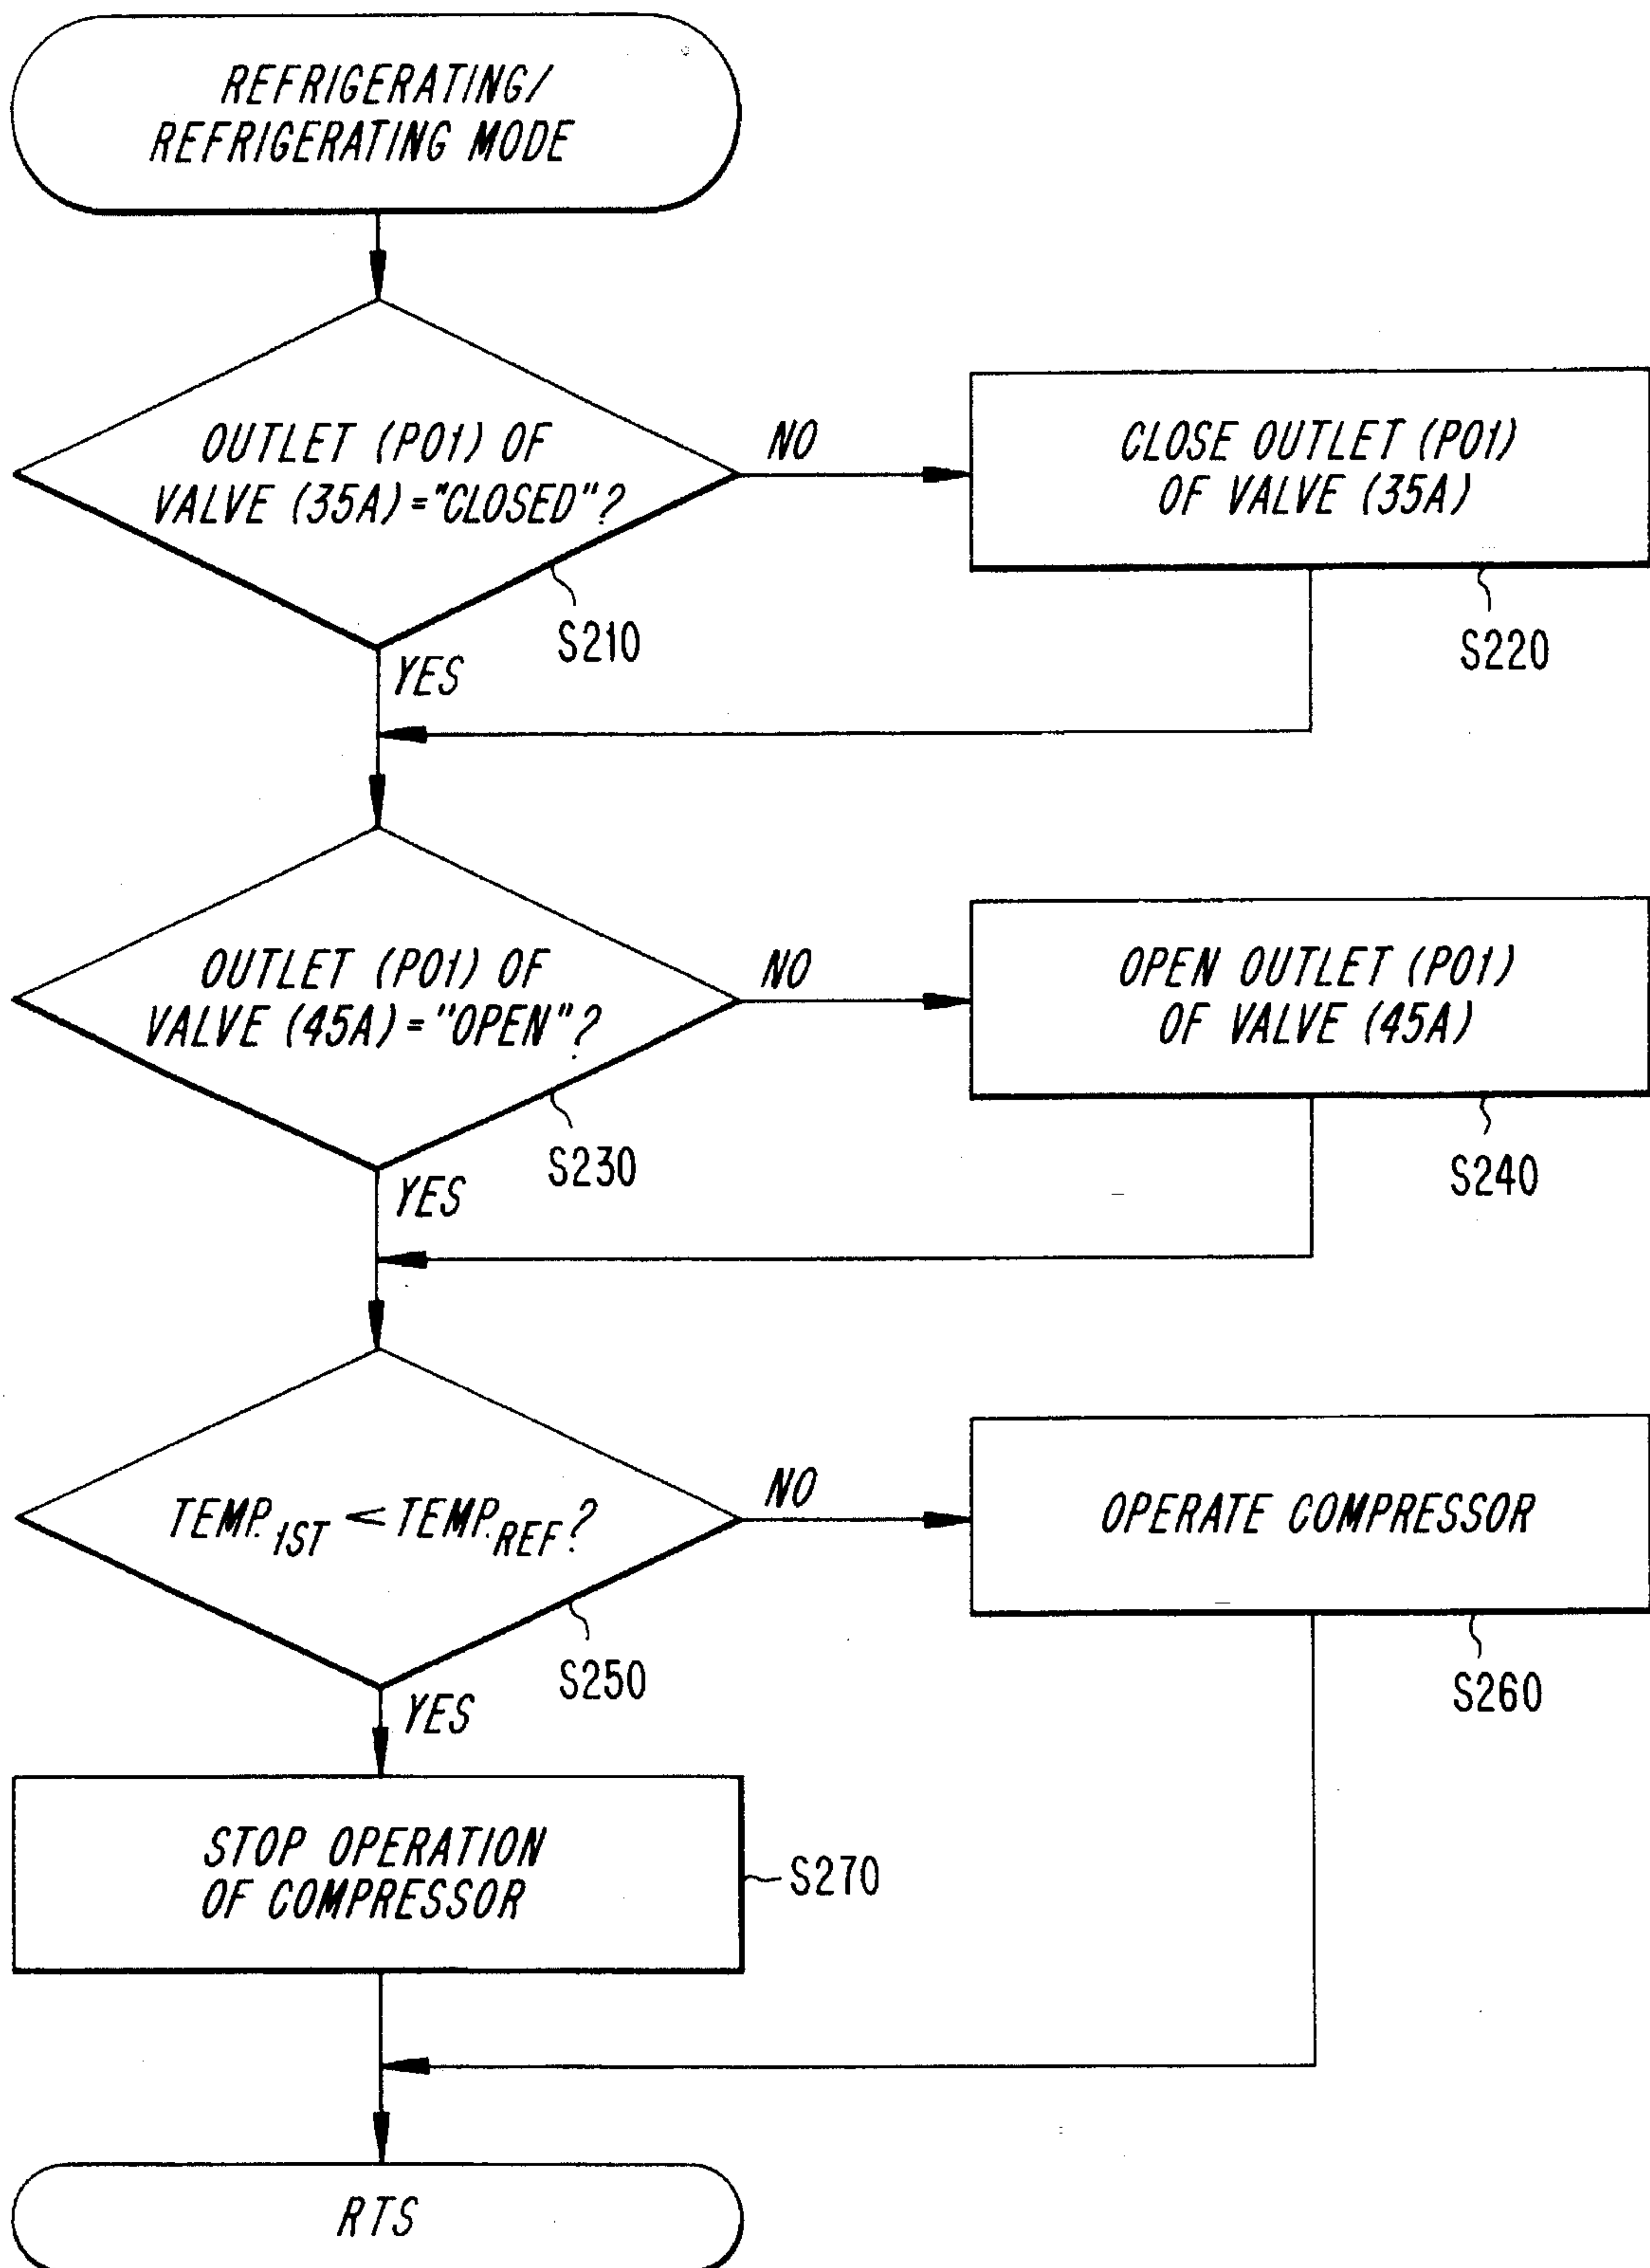 REFRIGERATING/
REFRIGERATING MODE
OUTLET (P01) OF
VALVE (35A) = "CLOSED"?
NO
CLOSE OUTLET (P01)
OF VALVE (35A)
S210
S220
YES
OUTLET (P01) OF
VALVE (45A) = "OPEN"?
NO
OPEN OUTLET (P01)
OF VALVE (45A)
S230
S240
YES
TEMP. 1ST < TEMP. REF ?
NO
OPERATE COMPRESSOR
S250
S260
YES
STOP OPERATION
OF COMPRESSOR
S270
RTS